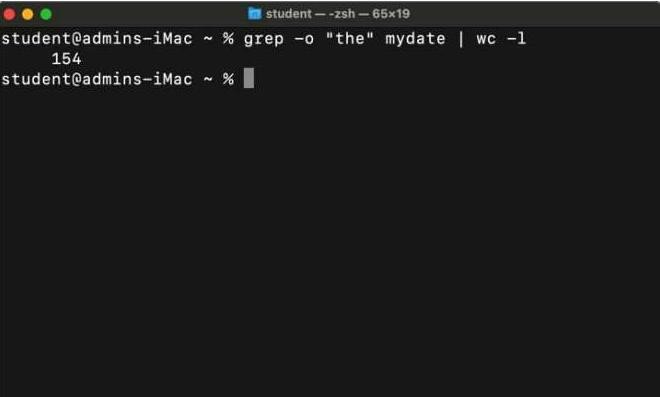 student — -zsh — 65×19
student@admins-iMac ~ % grep -o "the" mydate | wc -l
154
student@admins-iMac ~ %